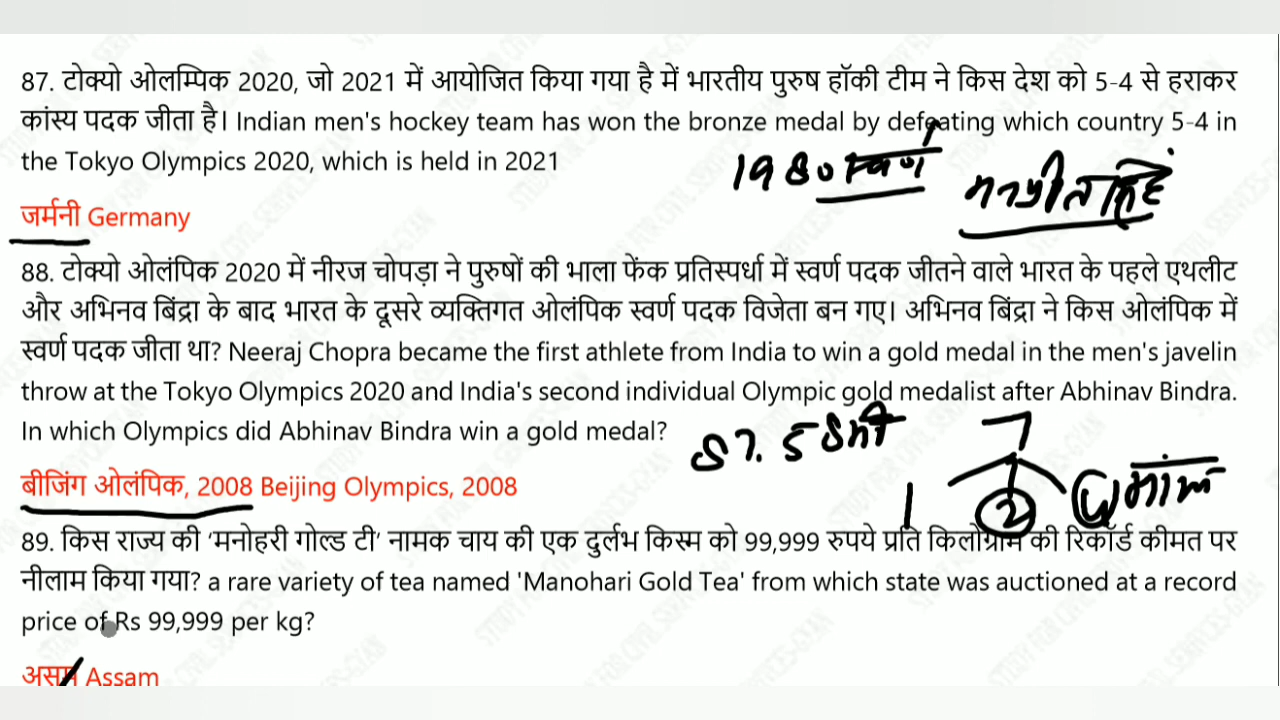 87. टोक्यो ओलम्पिक 2020, जो 2021 में आयोजित किया गया है में भारतीय पुरुष हॉकी टीम ने किस देश को 5-4 से हराकर
कांस्य पदक जीता है। Indian men's hockey team has won the bronze medal by defeating which country 5-4 in
the Tokyo Olympics 2020, which is held in 2021
1980 स्वर्ण
जर्मनी Germany
88. टोक्यो ओलंपिक 2020 में नीरज चोपड़ा ने पुरुषों की भाला फेंक प्रतिस्पर्धा में स्वर्ण पदक जीतने वाले भारत के पहले एथलीट
और अभिनव बिंद्रा के बाद भारत के दूसरे व्यक्तिगत ओलंपिक स्वर्ण पदक विजेता बन गए। अभिनव बिंद्रा ने किस ओलंपिक में
स्वर्ण पदक जीता था? Neeraj Chopra became the first athlete from India to win a gold medal in the men's javelin
throw at the Tokyo Olympics 2020 and India's second individual Olympic gold medalist after Abhinav Bindra.
In which Olympics did Abhinav Bindra win a gold medal?
87.58 मी 7
1 2
बीजिंग ओलंपिक, 2008 Beijing Olympics, 2008
89. किस राज्य की 'मनोहरी गोल्ड टी' नामक चाय की एक दुर्लभ किस्म को 99,999 रुपये प्रति किलोग्राम की रिकॉर्ड कीमत पर
नीलाम किया गया? a rare variety of tea named 'Manohari Gold Tea' from which state was auctioned at a record
price of Rs 99,999 per kg?
असम Assam